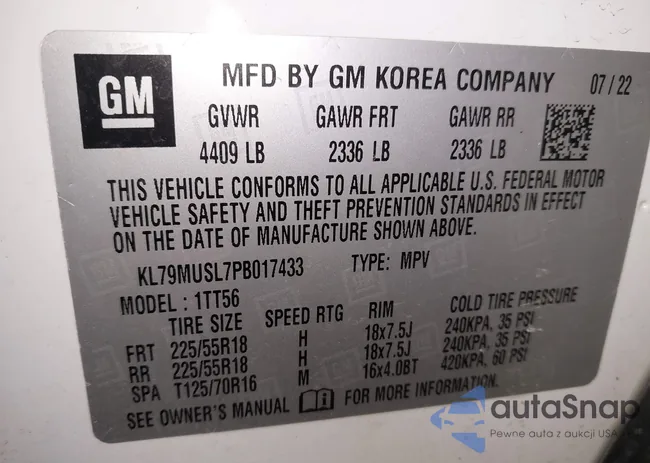 GM
MFD BY GM KOREA COMPANY 07/22
GVWR GAWR FRT GAWR RR
4409 LB 2336 LB 2336 LB
THIS VEHICLE CONFORMS TO ALL APPLICABLE U.S. FEDERAL MOTOR
VEHICLE SAFETY AND THEFT PREVENTION STANDARDS IN EFFECT
ON THE DATE OF MANUFACTURE SHOWN ABOVE.
KL79MUSL7PB017433 TYPE: MPV
MODEL : 1TT56
TIRE SIZE SPEED RTG RIM COLD TIRE PRESSURE
FRT 225/55R18 H 18x7.5J 240KPA, 35 PSI
RR 225/55R18 H 18x7.5J 240KPA, 35 PSI
SPA T125/70R16 M 16x4.08T 420KPA, 60 PSI
SEE OWNER'S MANUAL i FOR MORE INFORMATION.
autaSnap
Pewne auta z aukcji USA